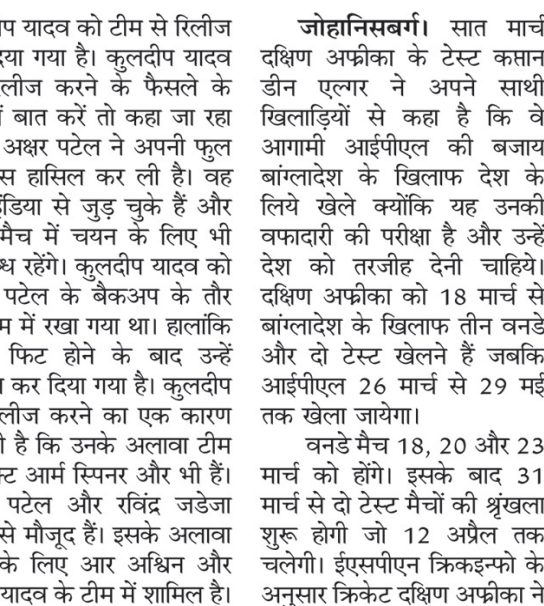 यादव को टीम से रिलीज
गया है। कुलदीप यादव
करने के फैसले के
बात करें तो कहा जा रहा
अक्षर पटेल ने अपनी फुल
हासिल कर ली है। वह
से जुड़ चुके हैं और
मैच में चयन के लिए भी
रहेंगे। कुलदीप यादव को
पटेल के बैकअप के तौर
में रखा गया था। हालांकि
फिट होने के बाद उन्हें
कर दिया गया है। कुलदीप
करने का एक कारण
है कि उनके अलावा टीम
आर्म स्पिनर और भी हैं।
पटेल और रविंद्र जडेजा
से मौजूद हैं। इसके अलावा
के लिए आर अश्विन और
यादव के टीम में शामिल है।
जोहानिसबर्ग। सात मार्च
दक्षिण अफ्रीका के टेस्ट कप्तान
डीन एल्गर ने अपने साथी
खिलाड़ियों से कहा है कि वे
आगामी आईपीएल की बजाय
बांग्लादेश के खिलाफ देश के
लिये खेले क्योंकि यह उनकी
वफादारी की परीक्षा है और उन्हें
देश को तरजीह देनी चाहिये।
दक्षिण अफ्रीका को 18 मार्च से
बांग्लादेश के खिलाफ तीन वनडे
और दो टेस्ट खेलने हैं जबकि
आईपीएल 26 मार्च से 29 मई
तक खेला जायेगा।
वनडे मैच 18, 20 और 23
मार्च को होंगे। इसके बाद 31
मार्च से दो टेस्ट मैचों की श्रृंखला
शुरू होगी जो 12 अप्रैल तक
चलेगी। ईएसपीएन क्रिकइन्फो के
अनुसार क्रिकेट दक्षिण अफ्रीका ने